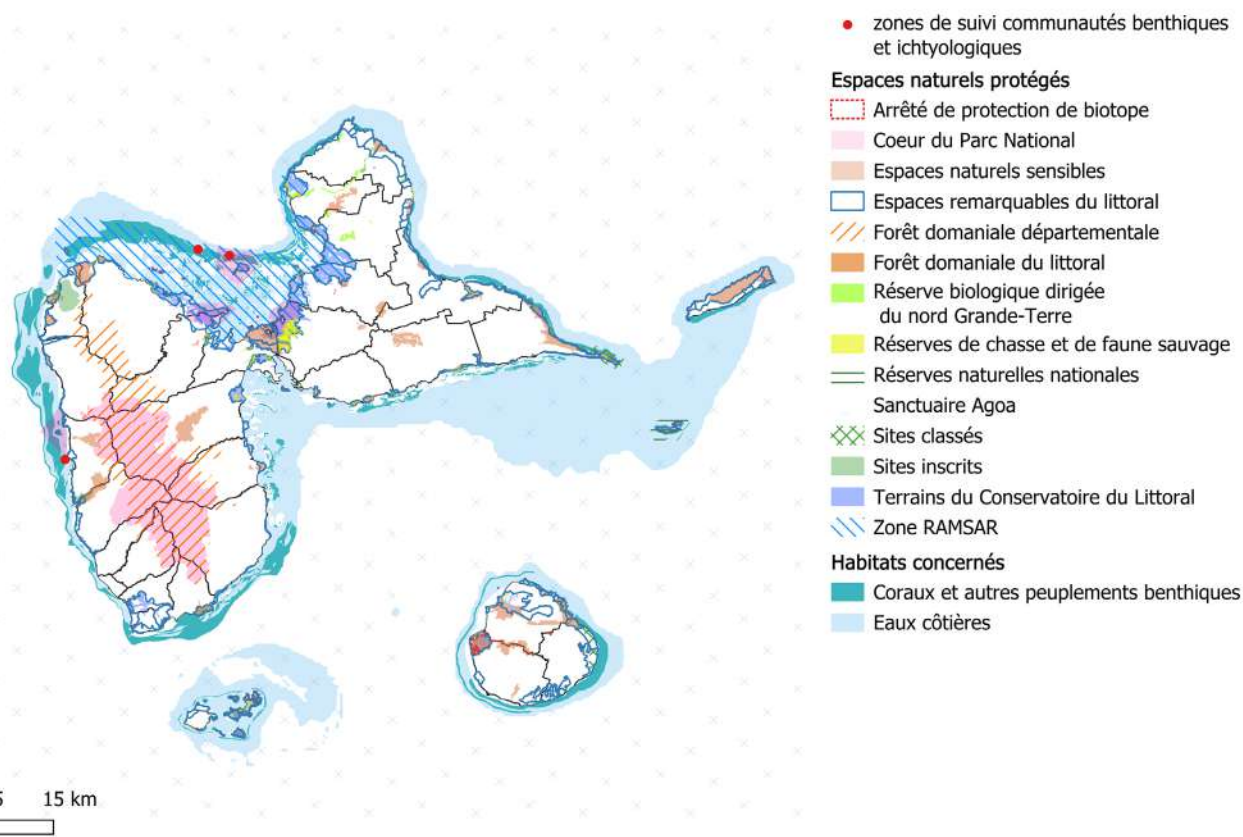 zones de suivi communautés benthiques
et ichtyologiques
Espaces naturels protégés
Arrêté de protection de biotope
Coeur du Parc National
Espaces naturels sensibles
Espaces remarquables du littoral
Forêt domaniale départementale
Forêt domaniale du littoral
Réserve biologique dirigée
du nord Grande-Terre
Réserves de chasse et de faune sauvage
Réserves naturelles nationales
Sanctuaire Agoa
Sites classés
Sites inscrits
Terrains du Conservatoire du Littoral
Zone RAMSAR
Habitats concernés
Coraux et autres peuplements benthiques
Eaux côtières
15 km